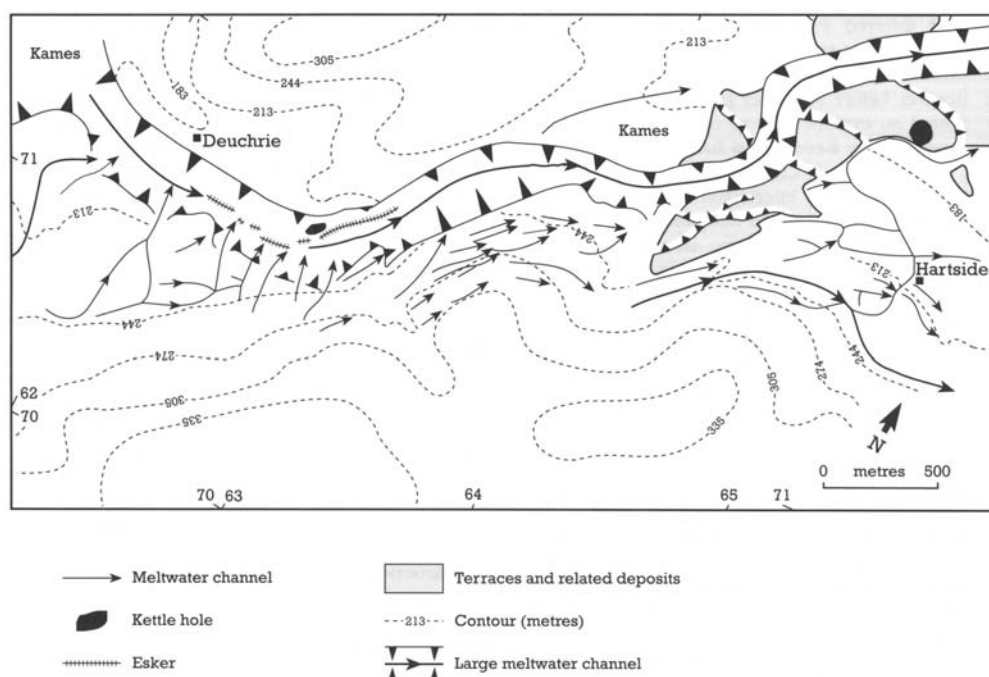 Kames
305
213
244
183
213
Deuchrie
Kames
71
213
244
183
Hartside
213
244
274
244
274
305
305
62
70
335
335
N
0 metres 500
70 63
64
65 71
Meltwater channel
Terraces and related deposits
Kettle hole
-213- Contour (metres)
Esker
Large meltwater channel